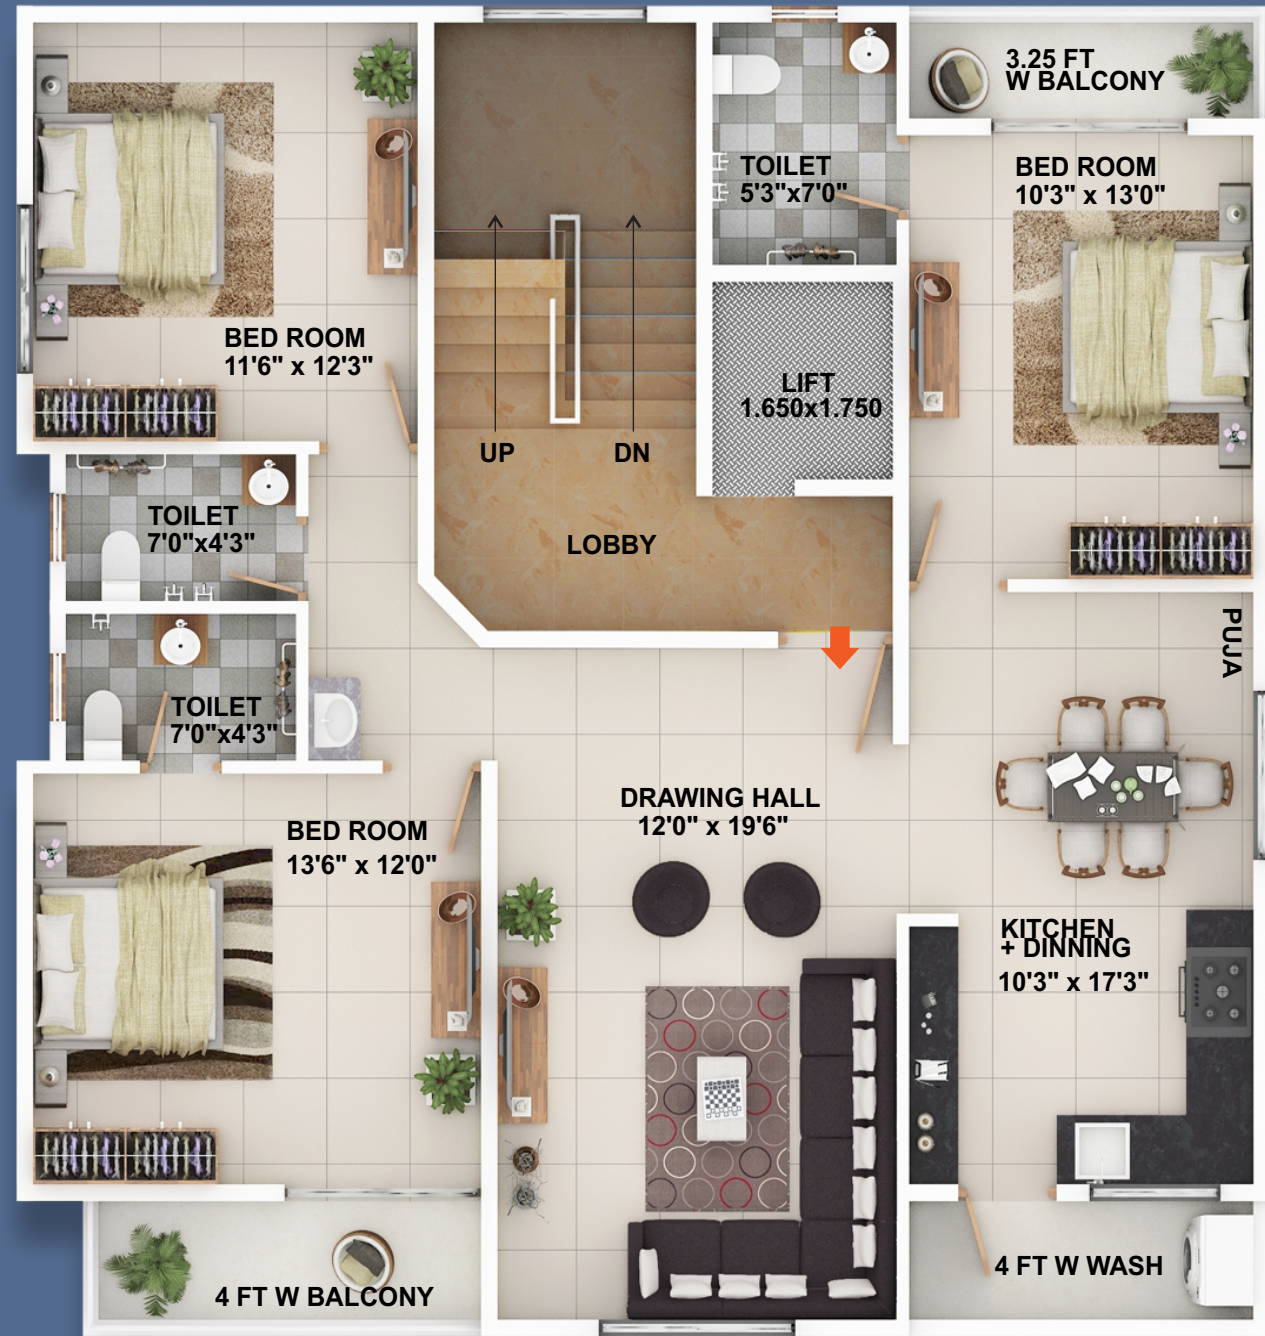 3.25 FT
W BALCONY
TOILET
5'3"x7'0"
BED ROOM
10'3" x 13'0"
BED ROOM
11'6" x 12'3"
LIFT
1.650x1.750
UP
DN
TOILET
7'0"x4'3"
LOBBY
PUJA
TOILET
7'0"x4'3"
DRAWING HALL
12'0" x 19'6"
BED ROOM
13'6" x 12'0"
KITCHEN
+ DINNING
10'3" x 17'3"
4 FT W WASH
4 FT W BALCONY